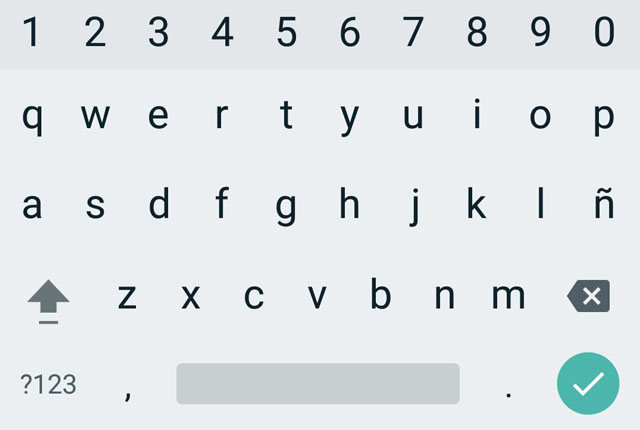 1 2 3 4 5 6 7 8 9 0
q w e r t y u i o p
a s d f g h j k l ñ
z x c v b n m
?123 , .